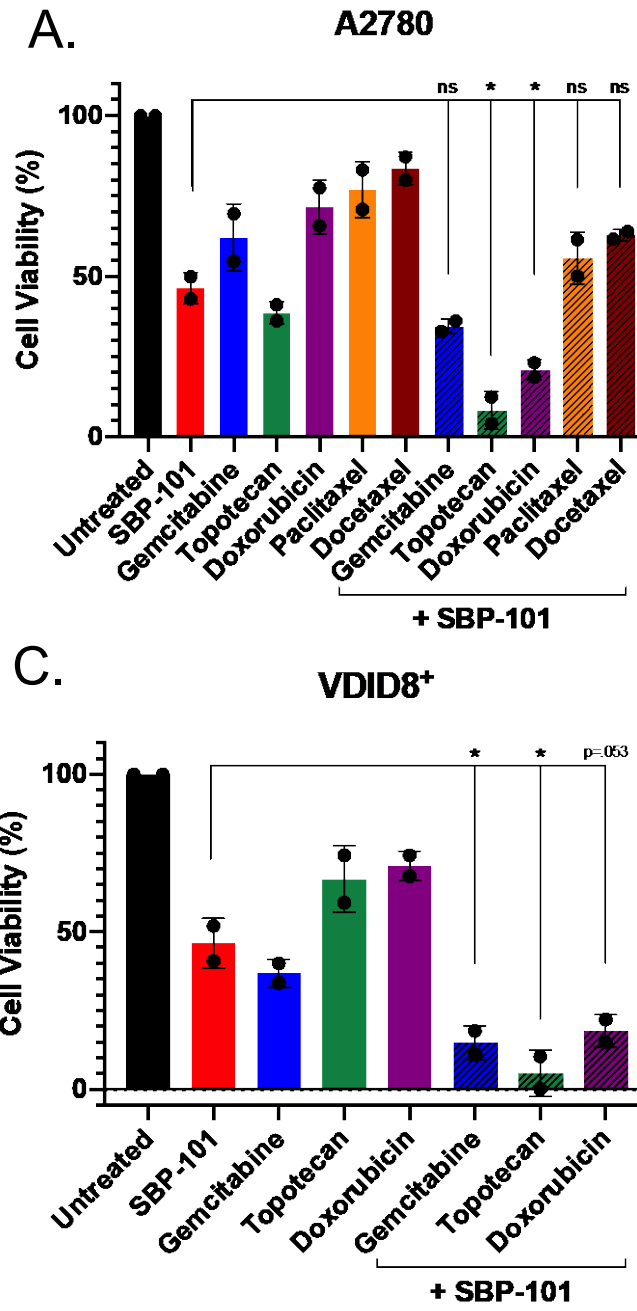 A.
A2780
ns * * ns ns
Cell Viability (%)
100
50
0
Untreated
SBP-101
Gemcitabine
Topotecan
Doxorubicin
Paclitaxel
Docetaxel
Gemcitabine
Topotecan
Doxorubicin
Paclitaxel
Docetaxel
+ SBP-101
C.
VDID8⁺
* * p=.053
Cell Viability (%)
100
50
0
Untreated
SBP-101
Gemcitabine
Topotecan
Doxorubicin
Gemcitabine
Topotecan
Doxorubicin
+ SBP-101